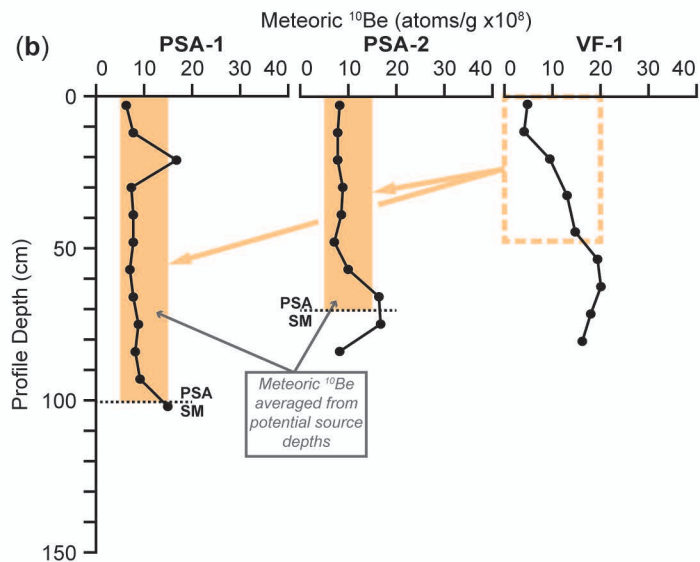 Meteoric ¹⁰Be (atoms/g x10⁸)
(b)
PSA-1 PSA-2 VF-1
0 10 20 30 40 0 10 20 30 40 0 10 20 30 40
0
50
100
150
Profile Depth (cm)
PSA
SM
PSA
SM
Meteoric ¹⁰Be
averaged from
potential source
depths